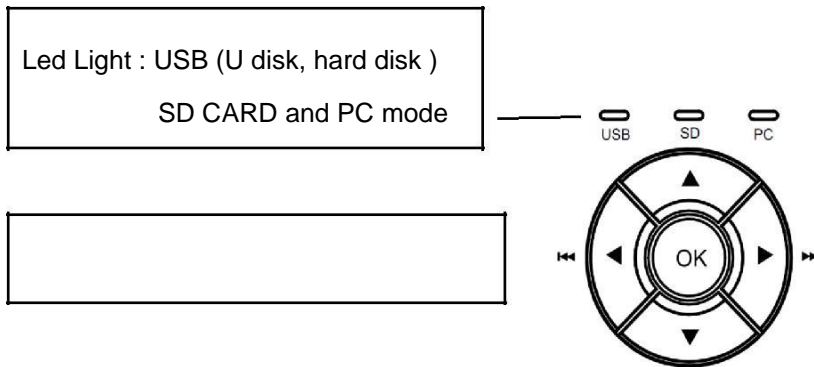 Led Light : USB (U disk, hard disk )
SD CARD and PC mode
USB SD PC
OK